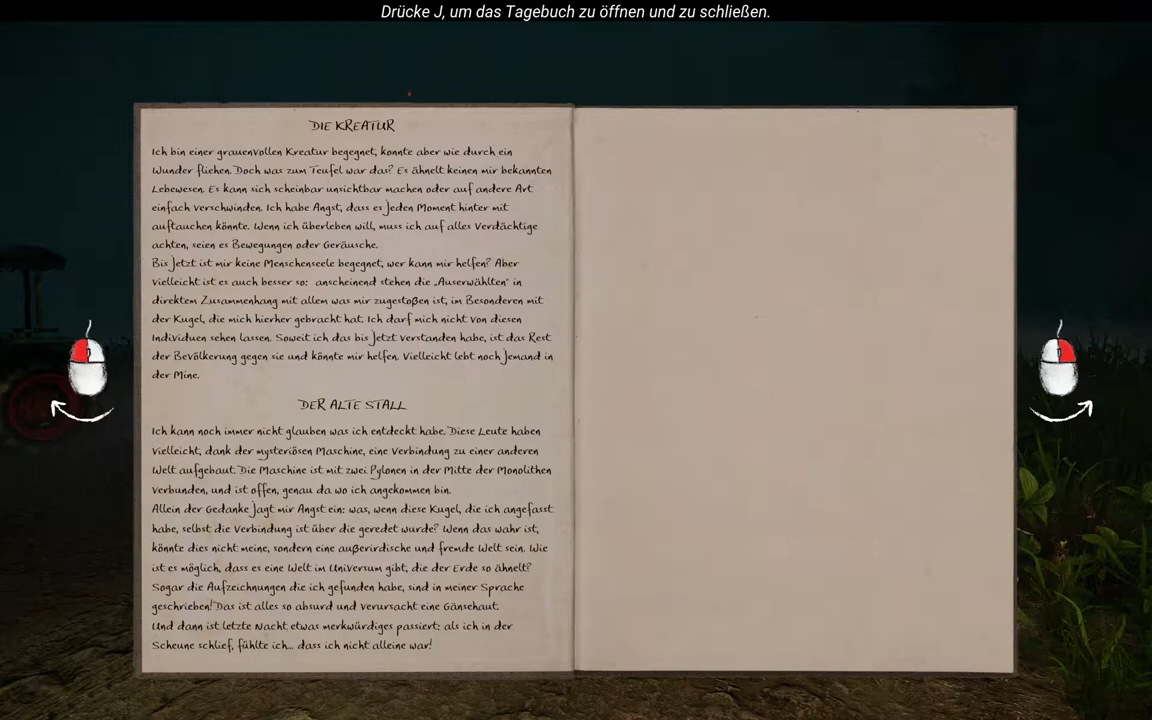 Drücke J, um das Tagebuch zu öffnen und zu schließen.
DIE KREATUR
Ich bin einer grauenvollen Kreatur begegnet, konnte aber wie durch ein
Wunder fliehen. Doch was zum Teufel war das? Es ähnelt keinen mir bekannten
Lebewesen. Es kann sich scheinbar unsichtbar machen oder auf andere Art
einfach verschwinden. Ich habe Angst, dass es jeden Moment hinter mit
auftauchen könnte. Wenn ich überleben will, muss ich auf alles Verdächtige
achten, seien es Bewegungen oder Geräusche.
Bis jetzt ist mir keine Menschenseele begegnet, wer kann mir helfen? Aber
vielleicht ist es auch besser so: anscheinend stehen die „Auserwählten" in
direktem Zusammenhang mit allem was mir zugestoßen ist, im Besonderen mit
der Kugel, die mich hierher gebracht hat. Ich darf mich nicht von diesen
Individuen sehen lassen. Soweit ich das bis jetzt verstanden habe, ist das Rest
der Bevölkerung gegen sie und könnte mir helfen. Vielleicht lebt noch jemand in
der Mine.
DER ALTE STALL
Ich kann noch immer nicht glauben was ich entdeckt habe. Diese Leute haben
vielleicht, dank der mysteriösen Maschine, eine Verbindung zu einer anderen
Welt aufgebaut. Die Maschine ist mit zwei Pylonen in der Mitte der Monolithen
verbunden, und ist offen, genau da wo ich angekommen bin.
Allein der Gedanke jagt mir Angst ein: was, wenn diese Kugel, die ich angefasst
habe, selbst die Verbindung ist über die geredet wurde? Wenn das wahr ist,
könnte dies nicht meine, sondern eine außerirdische und fremde Welt sein. Wie
ist es möglich, dass es eine Welt im Universum gibt, die der Erde so ähnelt?
Sogar die Aufzeichnungen die ich gefunden habe, sind in meiner Sprache
geschrieben! Das ist alles so absurd und verursacht eine Gänsehaut.
Und dann ist letzte Nacht etwas merkwürdiges passiert: als ich in der
Scheune schlief, fühlte ich... dass ich nicht alleine war!